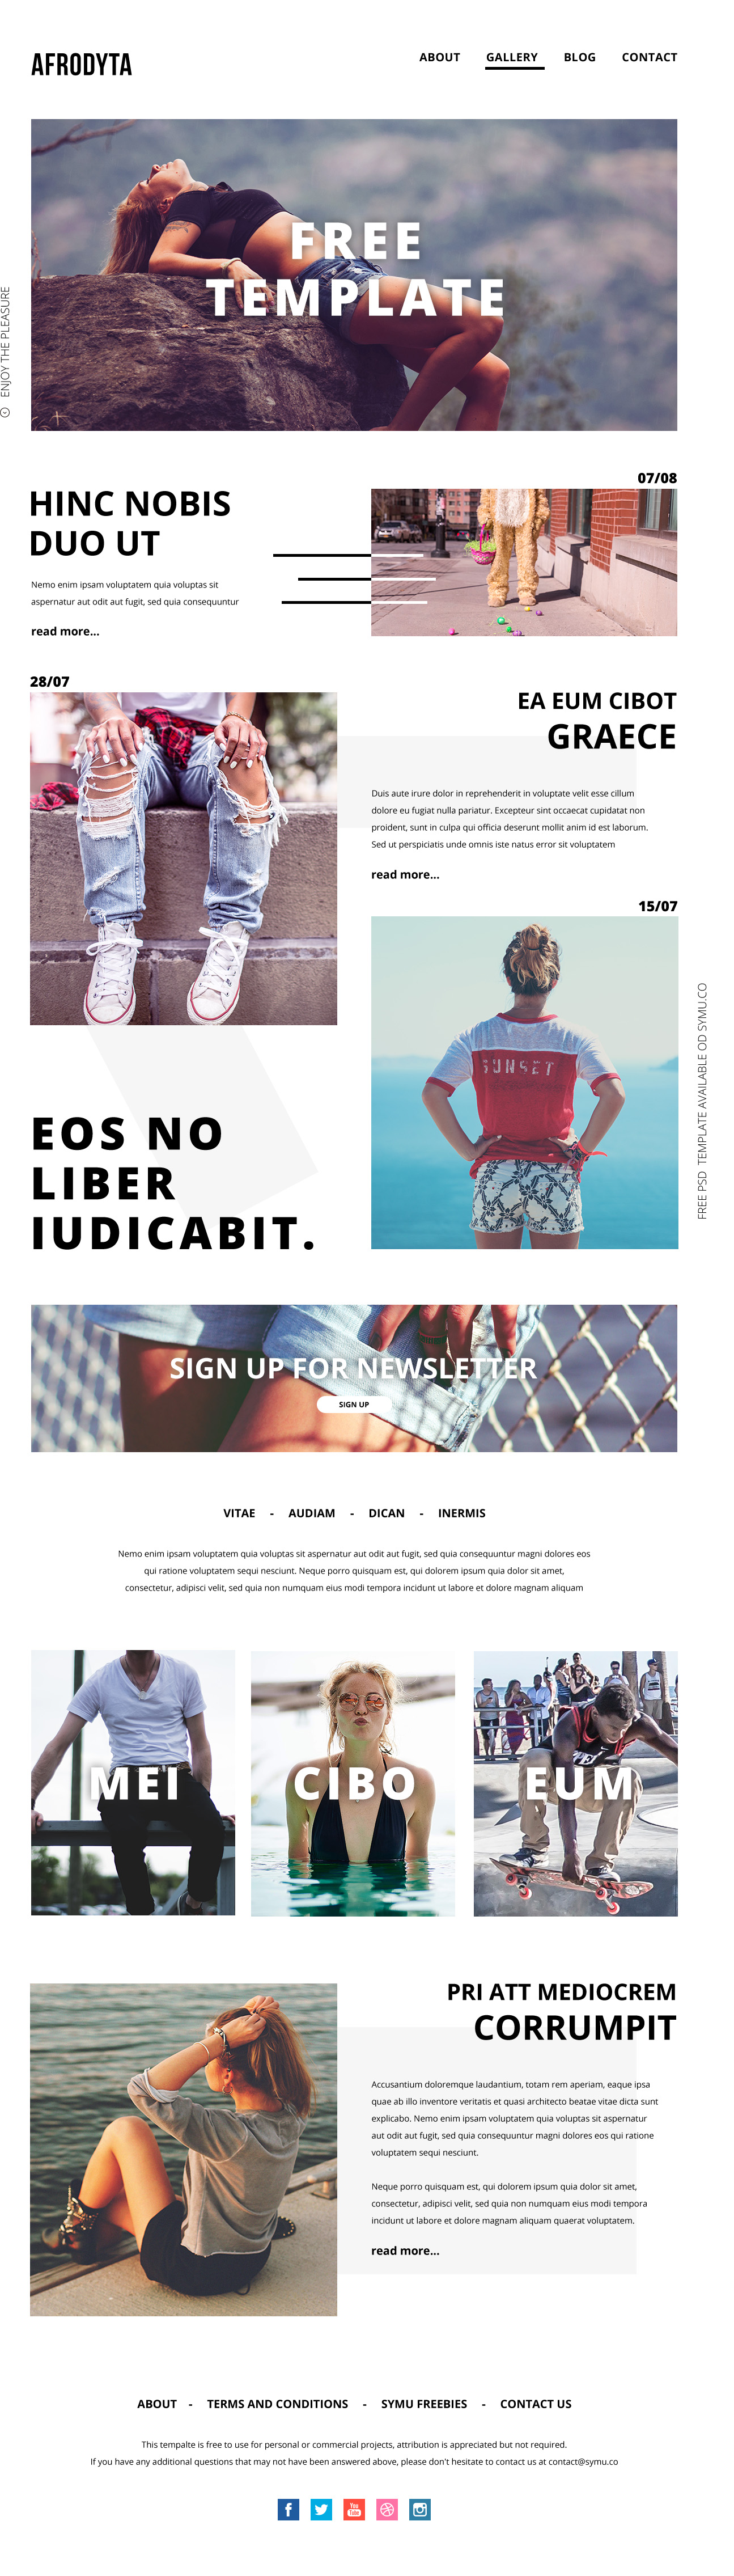 AFRODYTA
ABOUT GALLERY BLOG CONTACT
ENJOY THE PLEASURE
FREE
TEMPLATE
07/08
HINC NOBIS
DUO UT
Nemo enim ipsam voluptatem quia voluptas sit
aspernatur aut odit aut fugit, sed quia consequuntur
read more...
28/07
EA EUM CIBOT
GRAECE
Duis aute irure dolor in reprehenderit in voluptate velit esse cillum
dolore eu fugiat nulla pariatur. Excepteur sint occaecat cupidatat non
proident, sunt in culpa qui officia deserunt mollit anim id est laborum.
Sed ut perspiciatis unde omnis iste natus error sit voluptatem
read more...
15/07
SUNSET
FREE PSD TEMPLATE AVAILABLE OD SYMU.CO
EOS NO
LIBER
IUDICABIT.
SIGN UP FOR NEWSLETTER
SIGN UP
VITAE - AUDIAM - DICAN - INERMIS
Nemo enim ipsam voluptatem quia voluptas sit aspernatur aut odit aut fugit, sed quia consequuntur magni dolores eos
qui ratione voluptatem sequi nesciunt. Neque porro quisquam est, qui dolorem ipsum quia dolor sit amet,
consectetur, adipisci velit, sed quia non numquam eius modi tempora incidunt ut labore et dolore magnam aliquam
MEI
CIBO
EUM
PRI ATT MEDIOCREM
CORRUMPIT
Accusantium doloremque laudantium, totam rem aperiam, eaque ipsa
quae ab illo inventore veritatis et quasi architecto beatae vitae dicta sunt
explicabo. Nemo enim ipsam voluptatem quia voluptas sit aspernatur
aut odit aut fugit, sed quia consequuntur magni dolores eos qui ratione
voluptatem sequi nesciunt.
Neque porro quisquam est, qui dolorem ipsum quia dolor sit amet,
consectetur, adipisci velit, sed quia non numquam eius modi tempora
incidunt ut labore et dolore magnam aliquam quaerat voluptatem.
read more...
ABOUT - TERMS AND CONDITIONS - SYMU FREEBIES - CONTACT US
This tempalte is free to use for personal or commercial projects, attribution is appreciated but not required.
If you have any additional questions that may not have been answered above, please don't hesitate to contact us at contact@symu.co
You
Tube